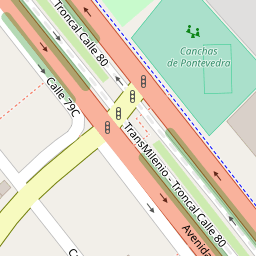 Troncal Calle 80
Canchas
de Pontevedra
Calle 79C
TransMilenio - Troncal Calle 80
Avenida
C